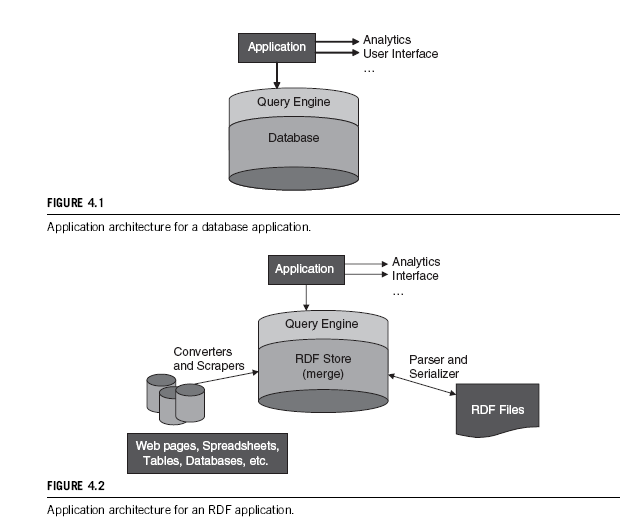 Application
Analytics
User Interface
...
Query Engine
Database
FIGURE 4.1
Application architecture for a database application.
Application
Analytics
Interface
...
Query Engine
Converters
and Scrapers
RDF Store
(merge)
Parser and
Serializer
RDF Files
Web pages, Spreadsheets,
Tables, Databases, etc.
FIGURE 4.2
Application architecture for an RDF application.